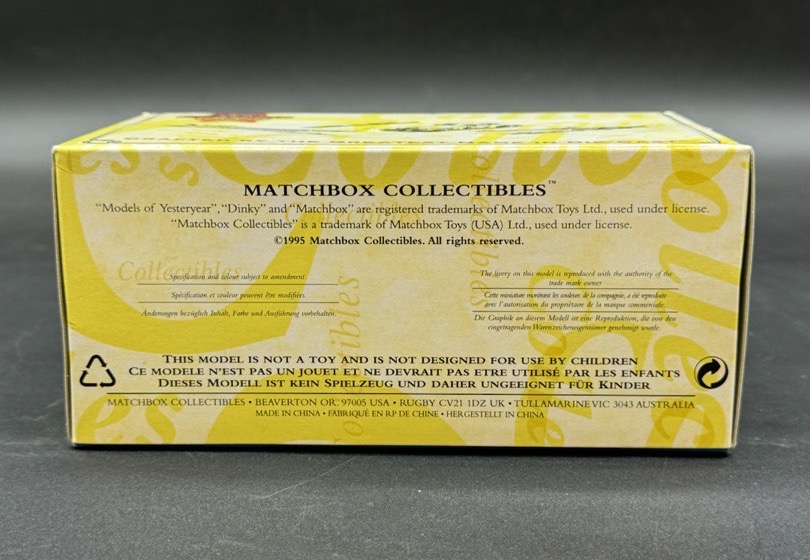 MATCHBOX COLLECTIBLES™
"Models of Yesteryear", "Dinky" and "Matchbox" are registered trademarks of Matchbox Toys Ltd., used under license.
"Matchbox Collectibles" is a trademark of Matchbox Toys (USA) Ltd., used under license.
©1995 Matchbox Collectibles. All rights reserved.
Collectibles
Specification and colour subject to amendment.
Spécification et couleur peuvent être modifiées.
Änderungen bezüglich Inhalt, Farbe und Ausführung vorbehalten.
The livery on this model is reproduced with the authority of the
trade mark owner
Cette miniature montrant les couleurs de la compagnie, a été reproduite
avec l'autorisation du propriétaire de la marque commerciale.
Die Graphik an diesem Modell ist eine Reproduktion, die von den
eingetragenen Warenzeicheneigentümer genehmigt wurde.
THIS MODEL IS NOT A TOY AND IS NOT DESIGNED FOR USE BY CHILDREN
CE MODELE N'EST PAS UN JOUET ET NE DEVRAIT PAS ETRE UTILISÉ PAR LES ENFANTS
DIESES MODELL IST KEIN SPIELZEUG UND DAHER UNGEEIGNET FÜR KINDER
MATCHBOX COLLECTIBLES • BEAVERTON OR. 97005 USA • RUGBY CV21 1DZ UK • TULLAMARINE VIC 3043 AUSTRALIA
MADE IN CHINA • FABRIQUÉ EN RP DE CHINE • HERGESTELLT IN CHINA